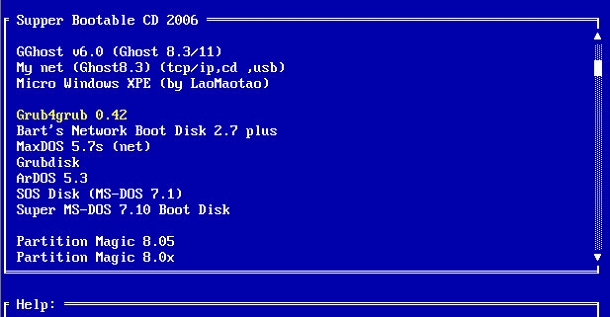 Supper Bootable CD 2006
GGhost v6.0 (Ghost 8.3/11)
My net (Ghost8.3) (tcp/ip,cd ,usb)
Micro Windows XPE (by LaoMaotao)
Grub4grub 0.42
Bart's Network Boot Disk 2.7 plus
MaxDOS 5.7s (net)
Grubdisk
ArDOS 5.3
SOS Disk (MS-DOS 7.1)
Super MS-DOS 7.10 Boot Disk
Partition Magic 8.05
Partition Magic 8.0x
Help: